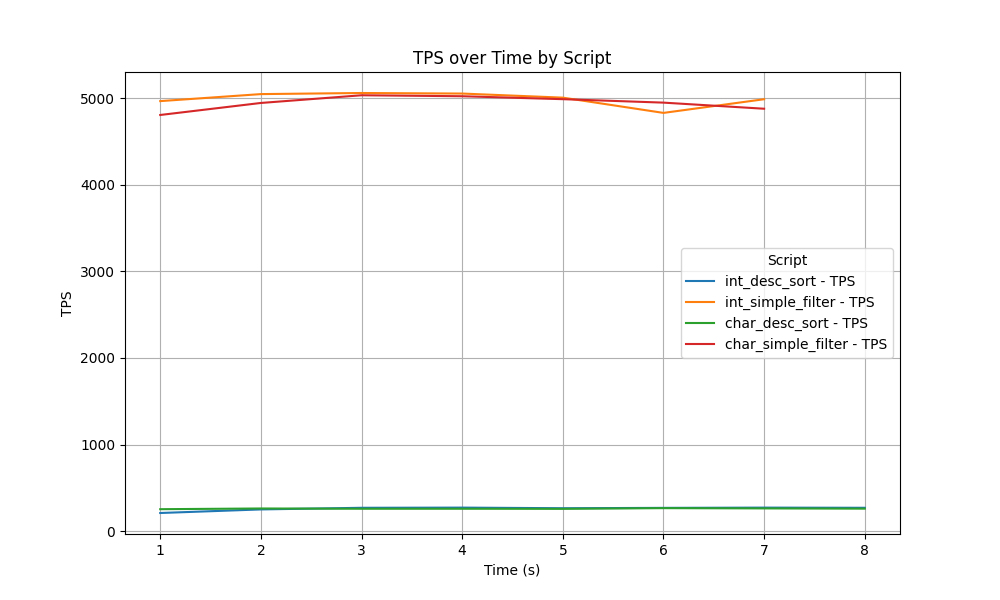 TPS over Time by Script
5000
4000
3000
2000
1000
0
TPS
Script
int_desc_sort - TPS
int_simple_filter - TPS
char_desc_sort - TPS
char_simple_filter - TPS
1 2 3 4 5 6 7 8
Time (s)